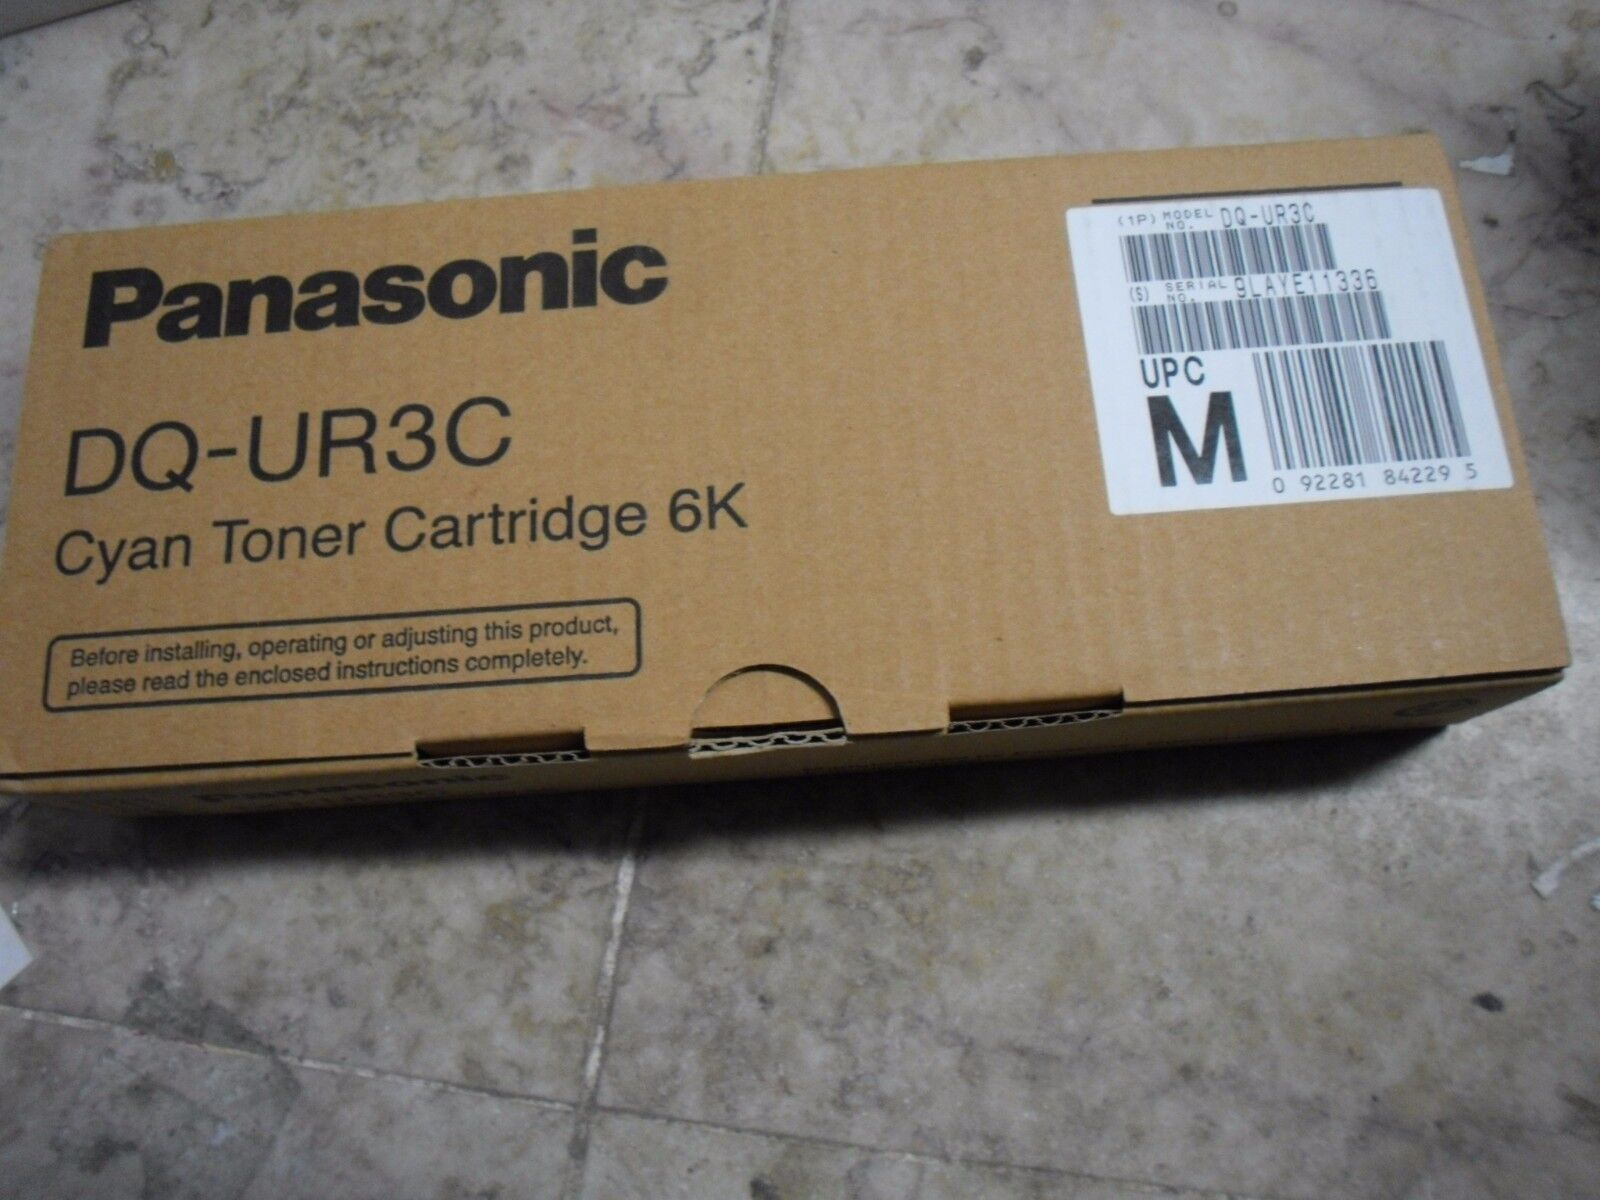 Panasonic
DQ-UR3C
Cyan Toner Cartridge 6K
Before installing, operating or adjusting this product,
please read the enclosed instructions completely.
(1P) MODEL NO. DQ-UR3C
(S) SERIAL NO. 9LAYE11336
UPC
M
0 92281 84229 5
Panasonic